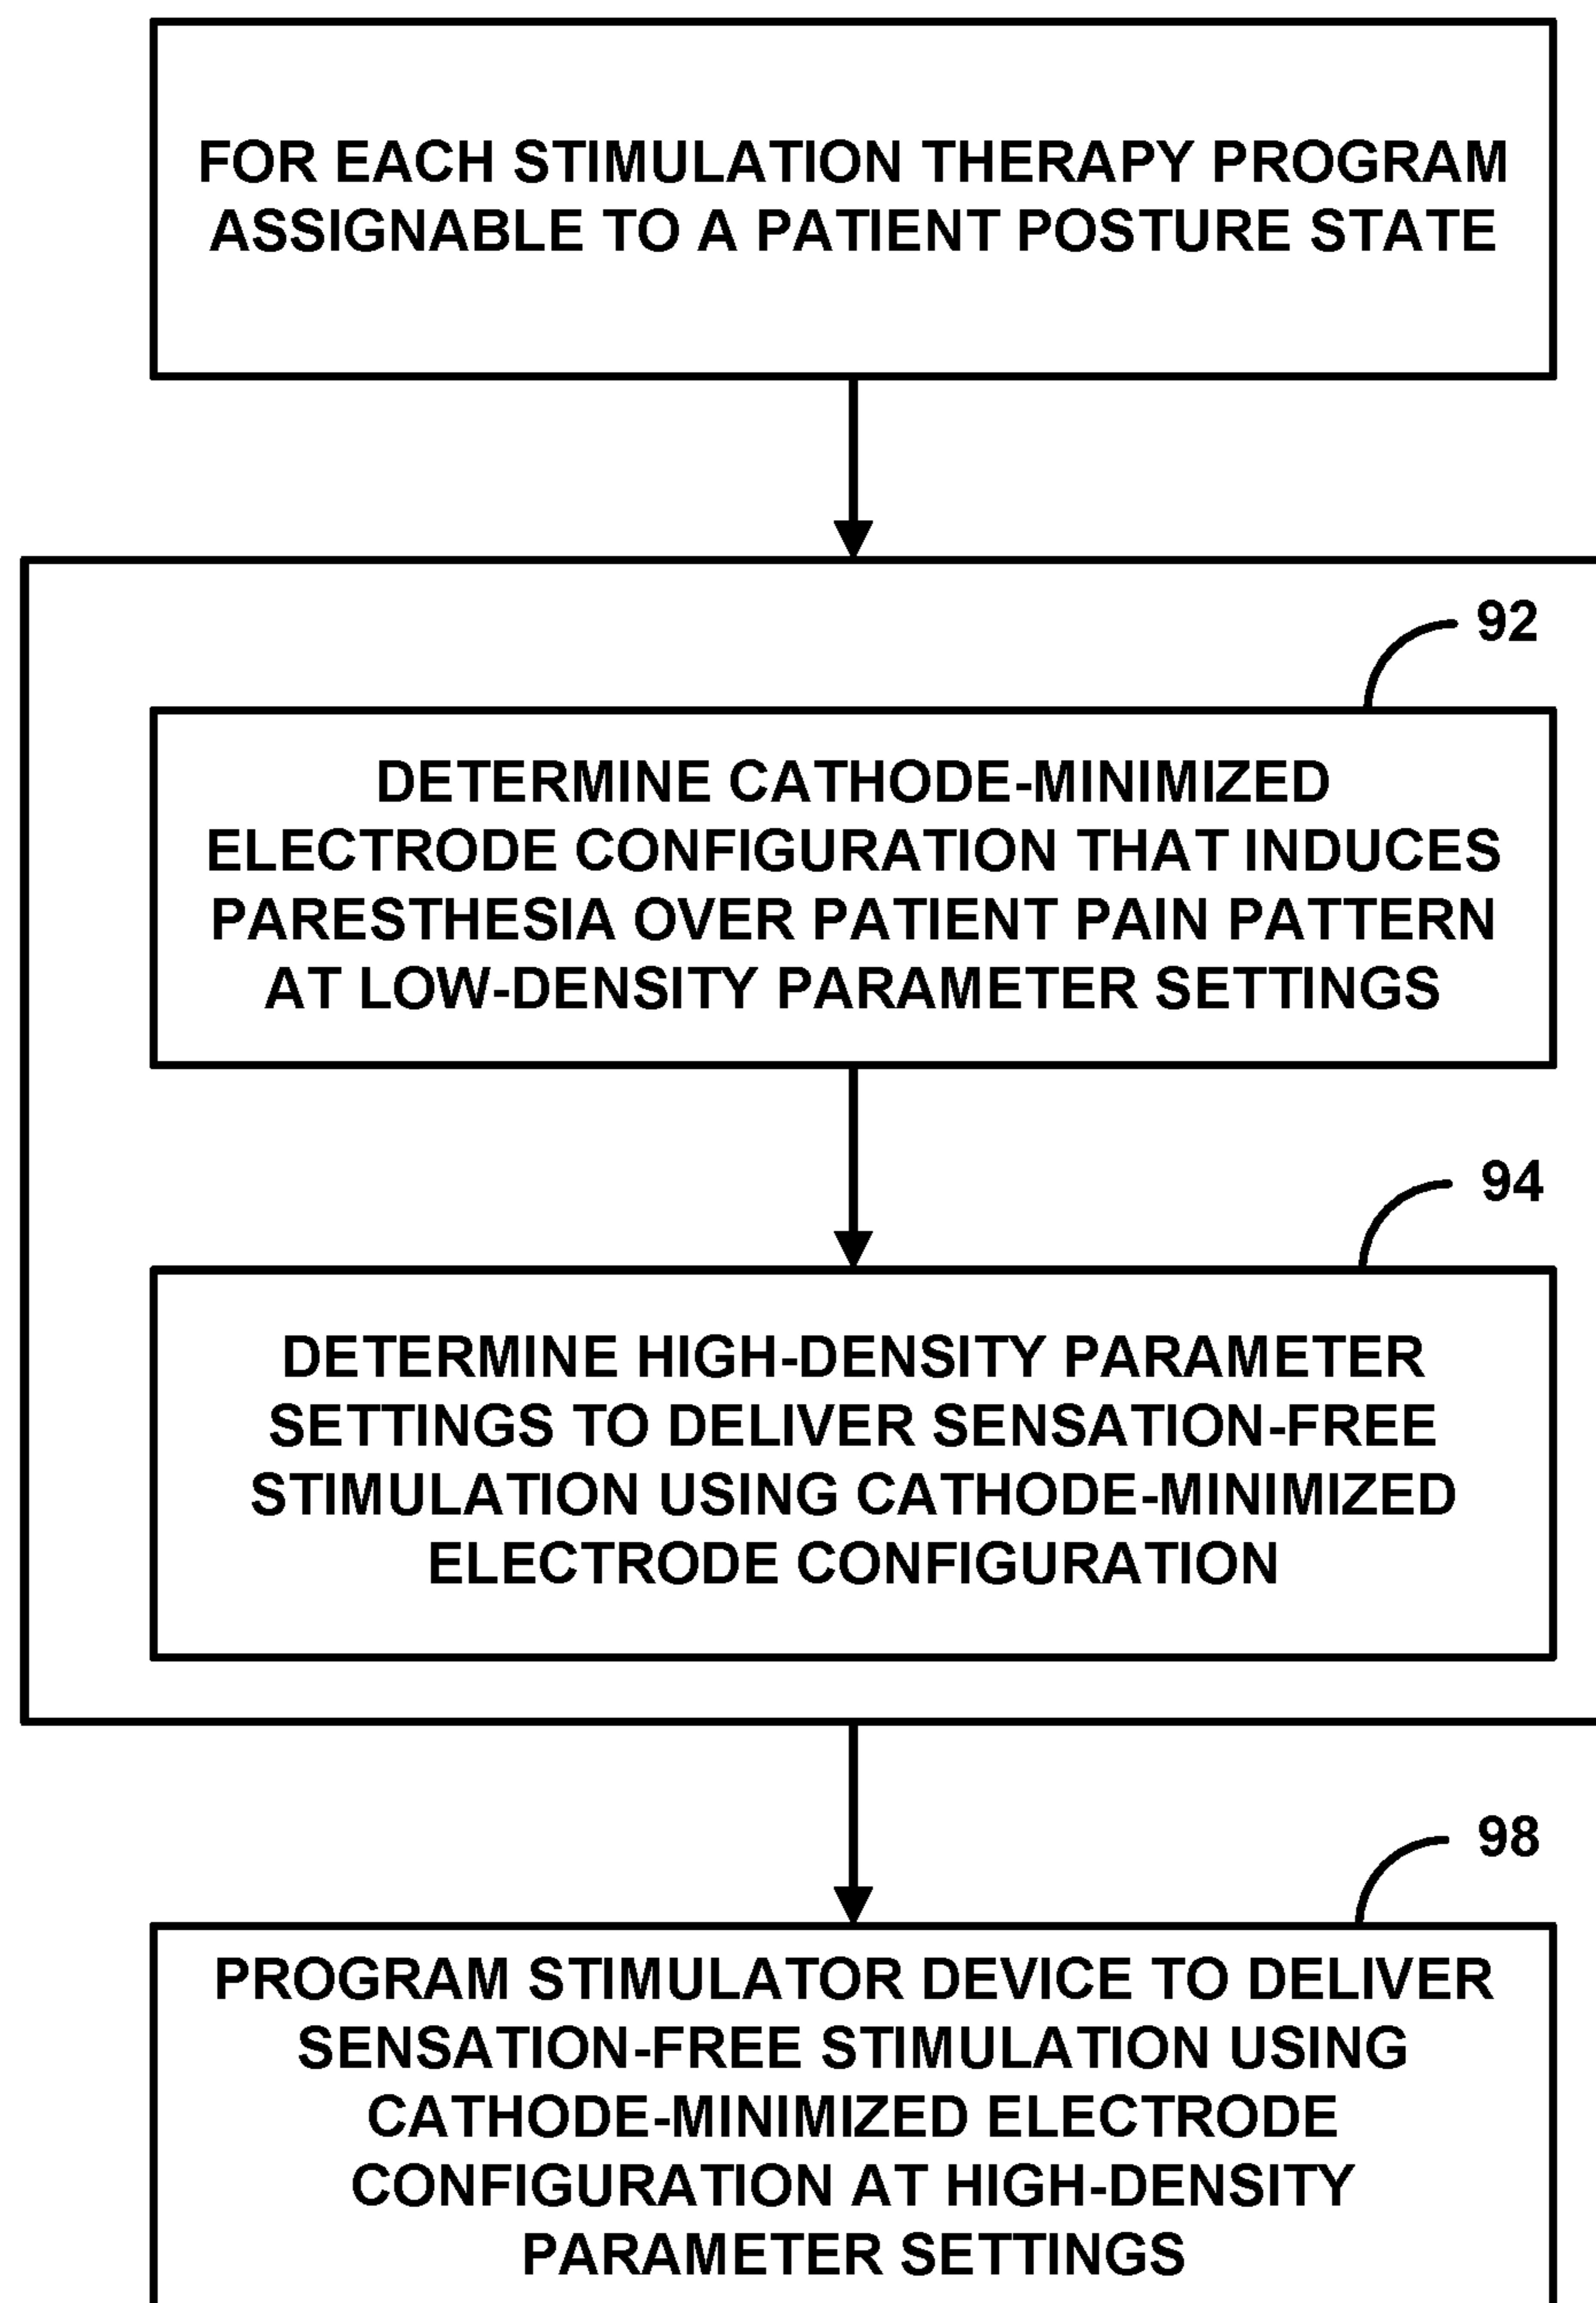 FOR EACH STIMULATION THERAPY PROGRAM
ASSIGNABLE TO A PATIENT POSTURE STATE
92
DETERMINE CATHODE-MINIMIZED
ELECTRODE CONFIGURATION THAT INDUCES
PARESTHESIA OVER PATIENT PAIN PATTERN
AT LOW-DENSITY PARAMETER SETTINGS
94
DETERMINE HIGH-DENSITY PARAMETER
SETTINGS TO DELIVER SENSATION-FREE
STIMULATION USING CATHODE-MINIMIZED
ELECTRODE CONFIGURATION
98
PROGRAM STIMULATOR DEVICE TO DELIVER
SENSATION-FREE STIMULATION USING
CATHODE-MINIMIZED ELECTRODE
CONFIGURATION AT HIGH-DENSITY
PARAMETER SETTINGS